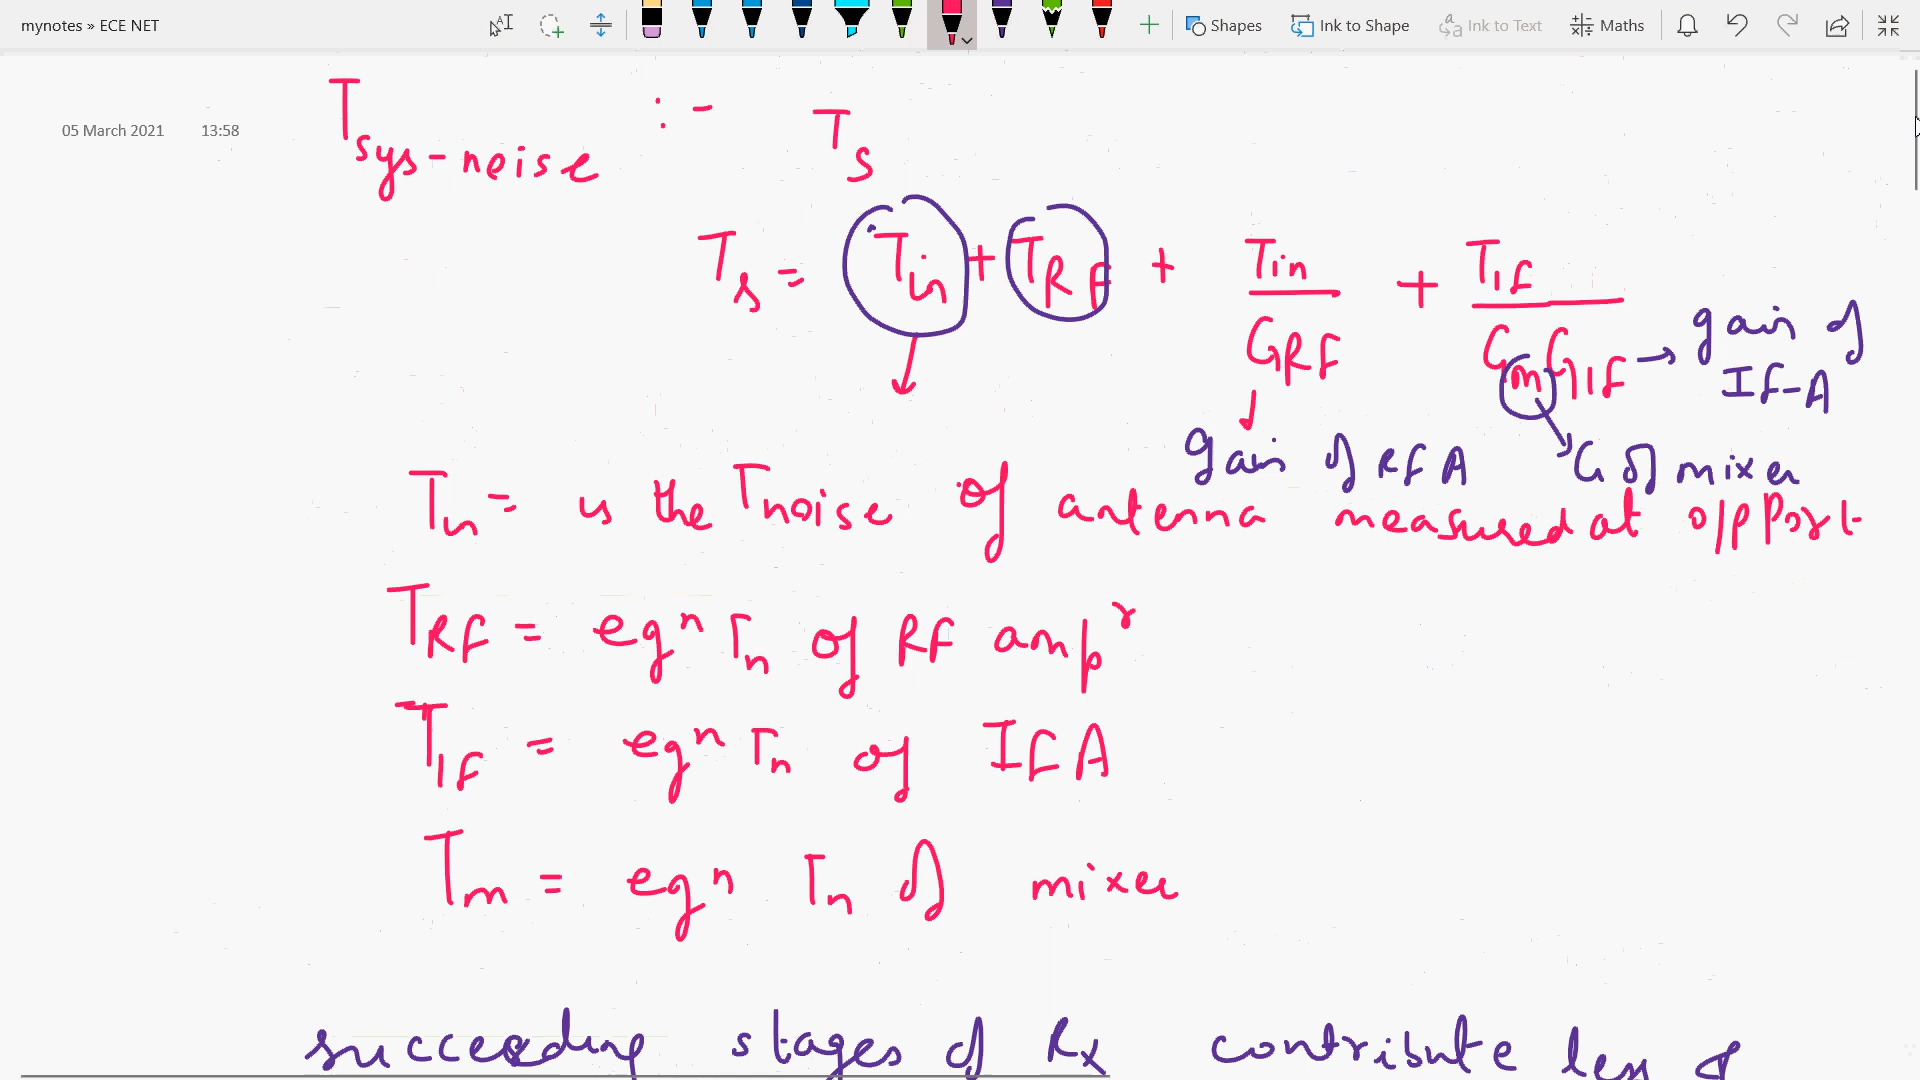 mynotes » ECE NET
Shapes Ink to Shape Ink to Text Maths
05 March 2021 13:58
Tsys-noise :- Ts
Ts = Tin + TRF + Tin/GRF + TIF/GmGIF → gain of IF-A
gain of RFA G of mixer
Tin = is the Tnoise of antenna measured at o/p port
TRF = eqn Tn of RF ampr
TIF = eqn Tn of IFA
Tm = eqn Tn of mixer
succeeding stages of Rx contribute less